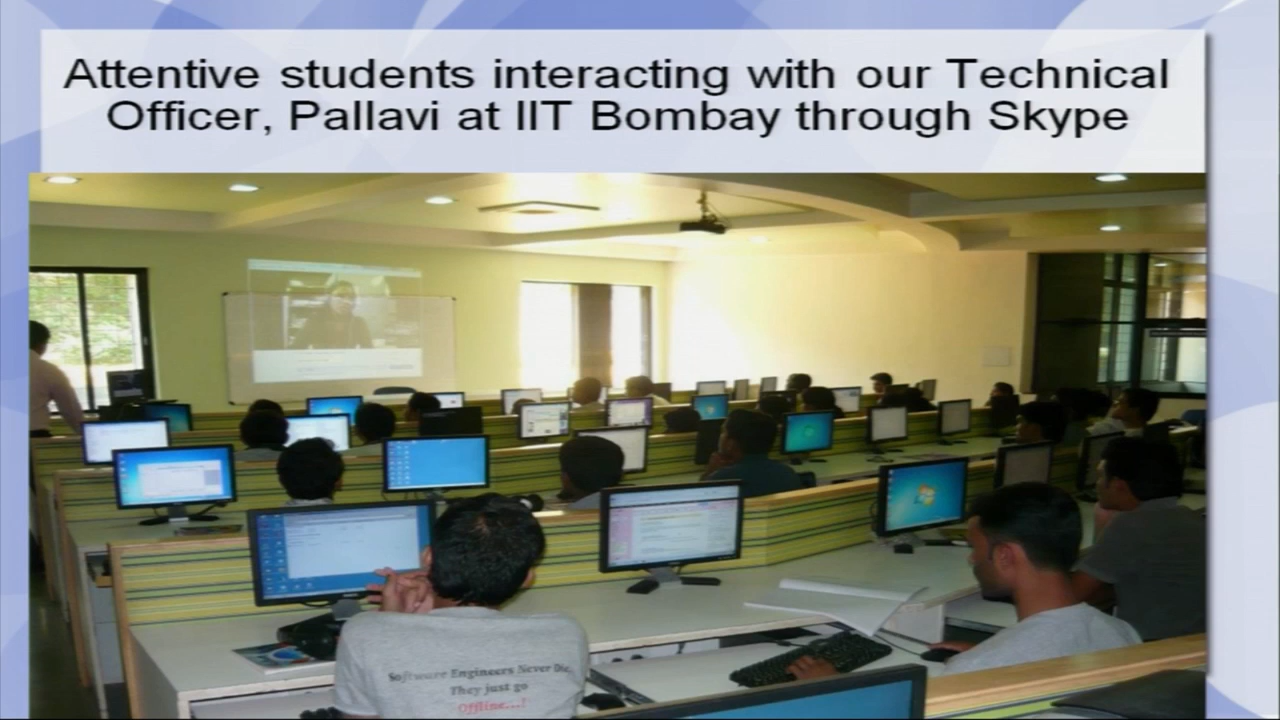 Attentive students interacting with our Technical
Officer, Pallavi at IIT Bombay through Skype
Software Engineers Never Die.
They just go
Offline...!